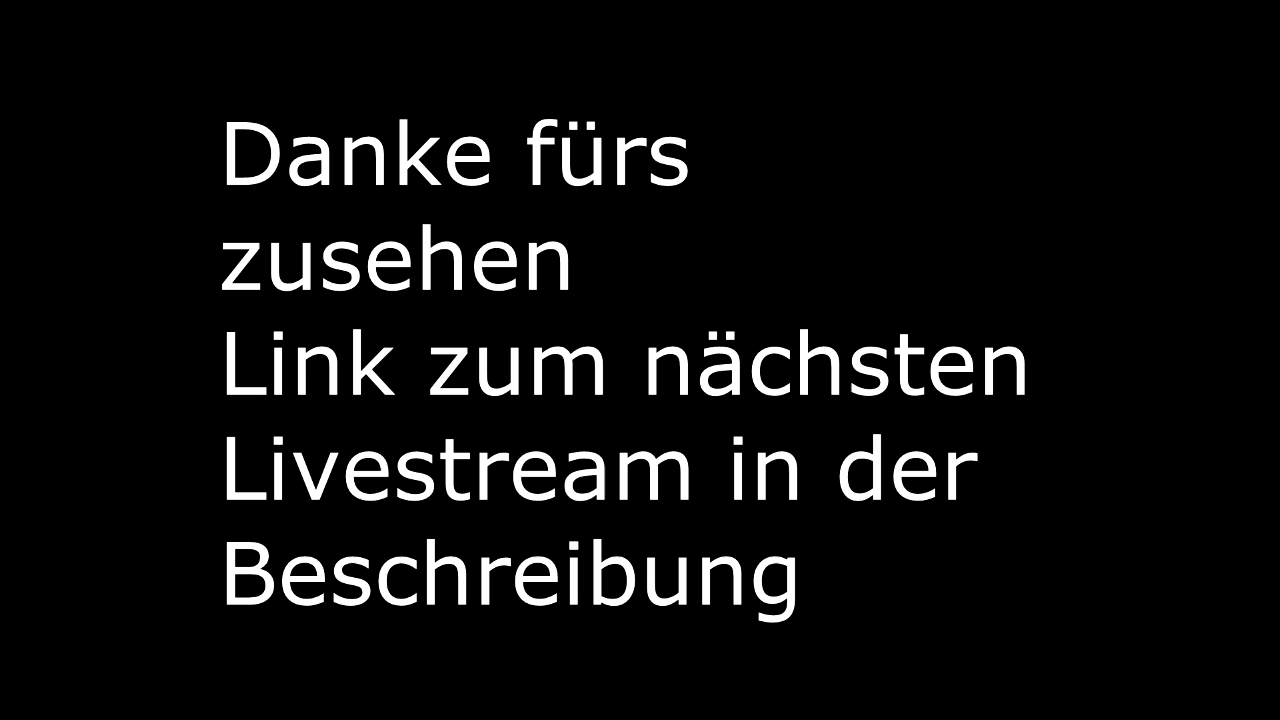 Danke fürs
zusehen
Link zum nächsten
Livestream in der
Beschreibung